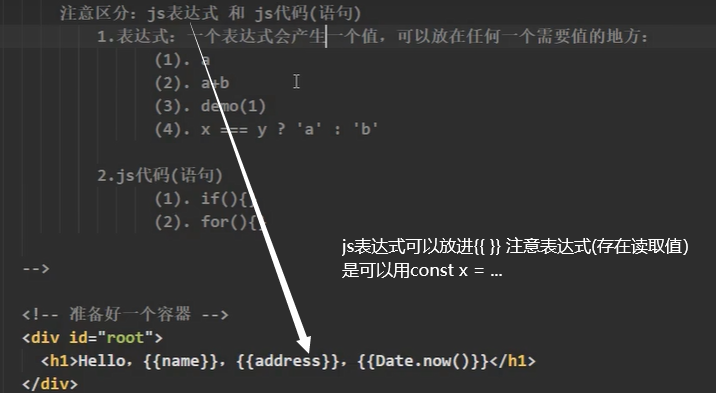 注意区分：js表达式 和 js代码(语句)
1.表达式：一个表达式会产生一个值，可以放在任何一个需要值的地方：
(1). a
(2). a+b
(3). demo(1)
(4). x === y ? 'a' : 'b'
2.js代码(语句)
(1). if(){}
(2). for(){}
js表达式可以放进{{ }} 注意表达式(存在读取值)
是可以用const x = ...
-->
<!-- 准备好一个容器 -->
<div id="root">
<h1>Hello，{{name}}，{{address}}，{{Date.now()}}</h1>
</div>